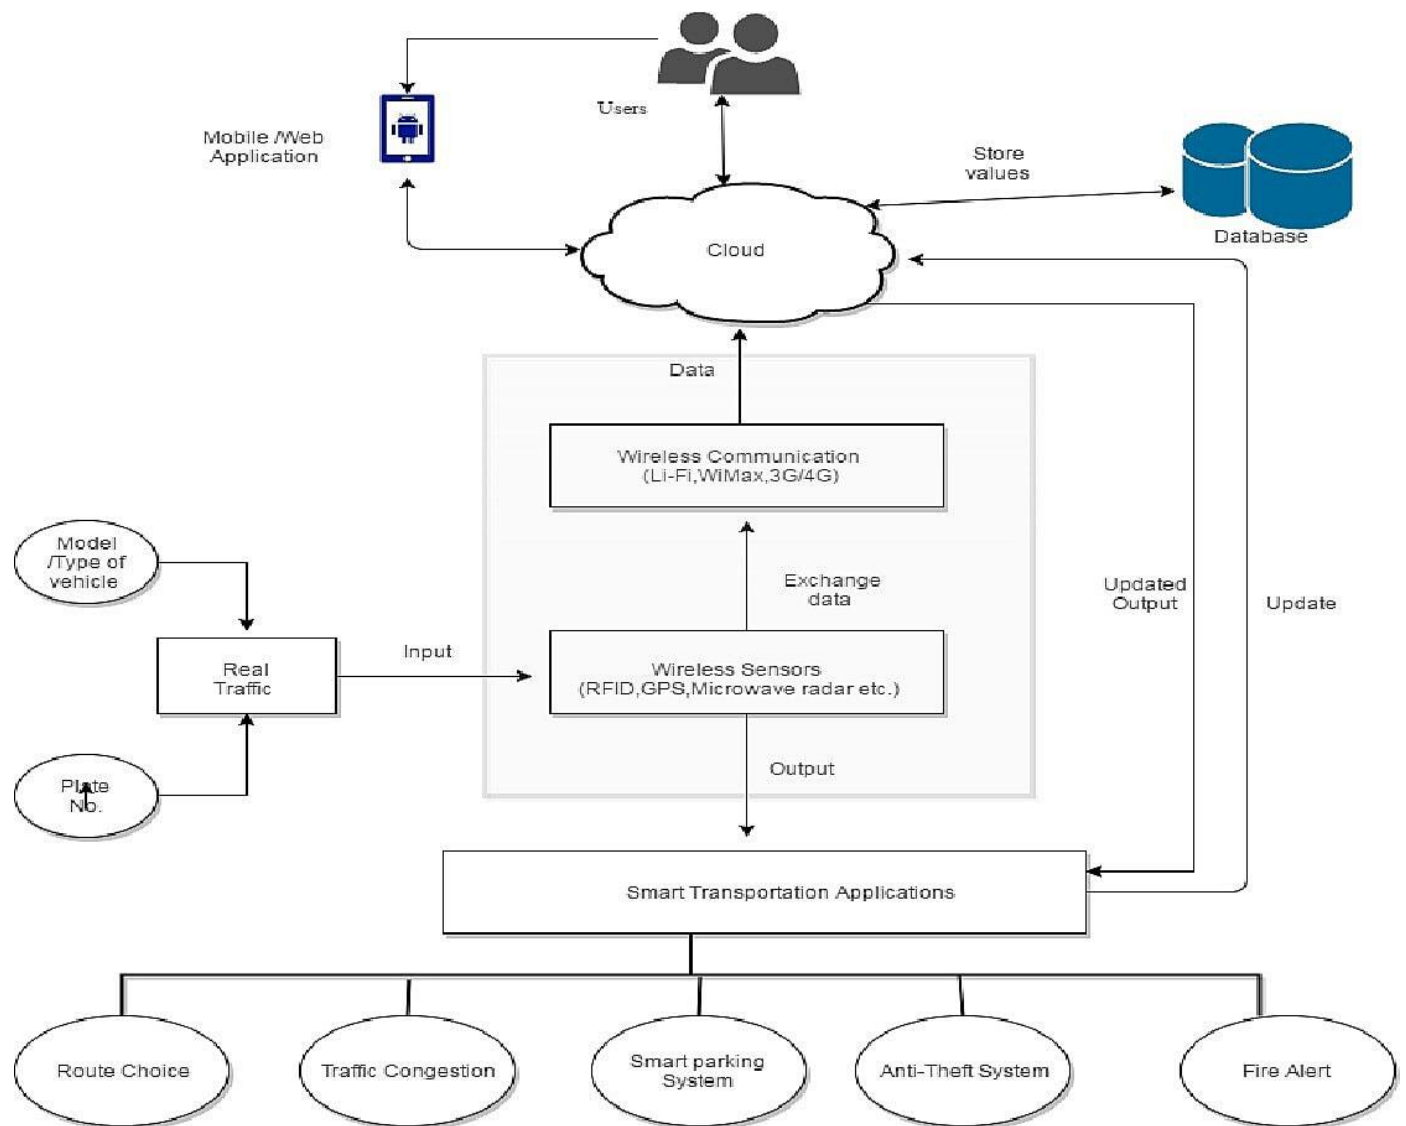 Users
Mobile /Web
Application
Store
values
Database
Cloud
Data
Wireless Communication
(Li-Fi,WiMax,3G/4G)
Model
/Type of
vehicle
Exchange
data
Updated
Output
Update
Real
Traffic
Input
Wireless Sensors
(RFID,GPS,Microwave radar etc.)
Plate
No.
Output
Smart Transportation Applications
Route Choice
Traffic Congestion
Smart parking
System
Anti-Theft System
Fire Alert